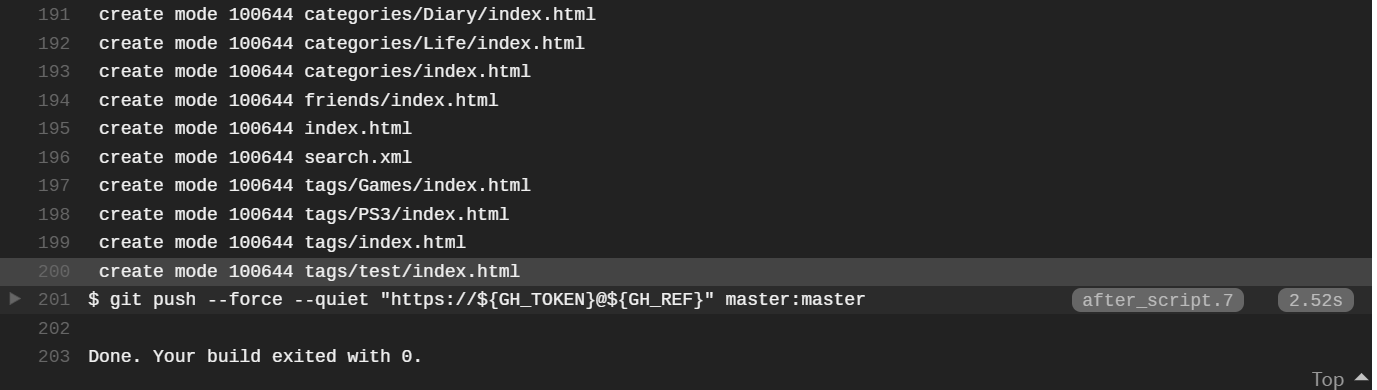 191 create mode 100644 categories/Diary/index.html
192 create mode 100644 categories/Life/index.html
193 create mode 100644 categories/index.html
194 create mode 100644 friends/index.html
195 create mode 100644 index.html
196 create mode 100644 search.xml
197 create mode 100644 tags/Games/index.html
198 create mode 100644 tags/PS3/index.html
199 create mode 100644 tags/index.html
200 create mode 100644 tags/test/index.html
201 $ git push --force --quiet "https://${GH_TOKEN}@${GH_REF}" master:master after_script.7 2.52s
202
203 Done. Your build exited with 0.
Top